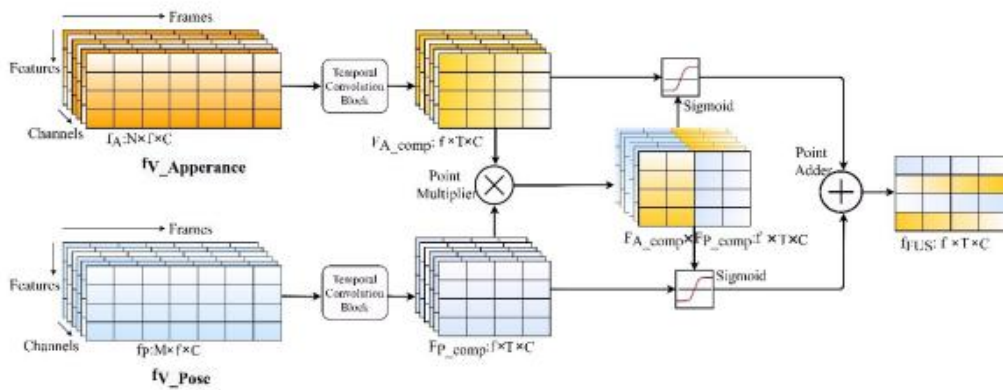 Frames
Features
Channels
fA:N×f×C
fV_Apperance
Temporal
Convolution
Block
FA_comp: f×T×C
Point
Multiplier
Sigmoid
FA_comp×FP_comp:f×T×C
Sigmoid
Point
Adder
fFUS: f×T×C
Frames
Features
Channels
fP:M×f×C
fV_Pose
Temporal
Convolution
Block
FP_comp:f×T×C